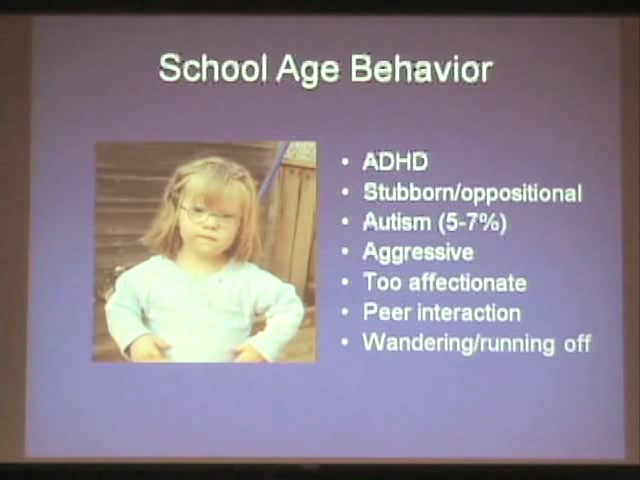 School Age Behavior
• ADHD
• Stubborn/oppositional
• Autism (5-7%)
• Aggressive
• Too affectionate
• Peer interaction
• Wandering/running off